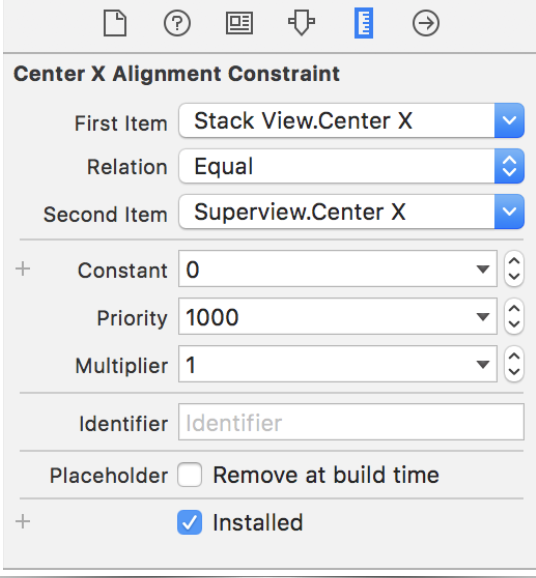 Center X Alignment Constraint
First Item Stack View.Center X
Relation Equal
Second Item Superview.Center X
+ Constant 0
Priority 1000
Multiplier 1
Identifier Identifier
Placeholder Remove at build time
+ Installed